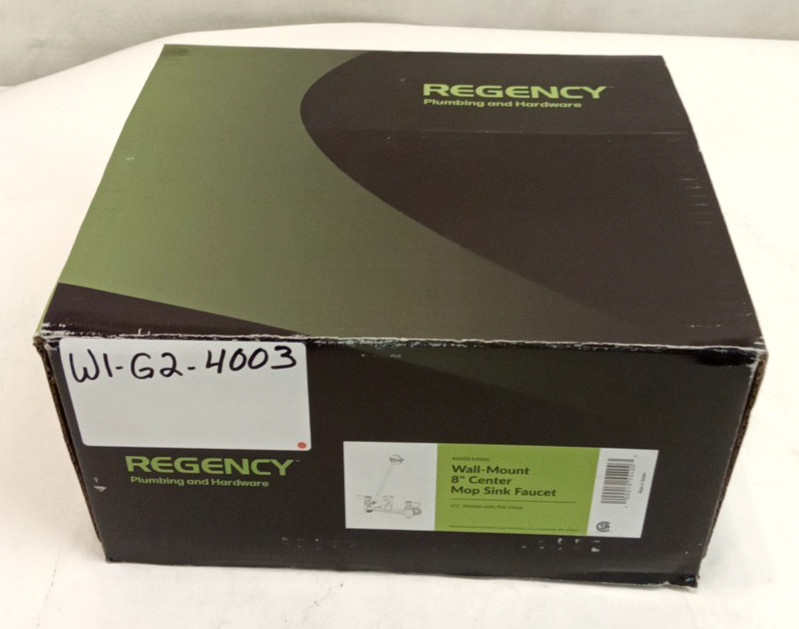 REGENCY
Plumbing and Hardware
W1-G2-4003
REGENCY
Plumbing and Hardware
Wall-Mount
8" Center
Mop Sink Faucet